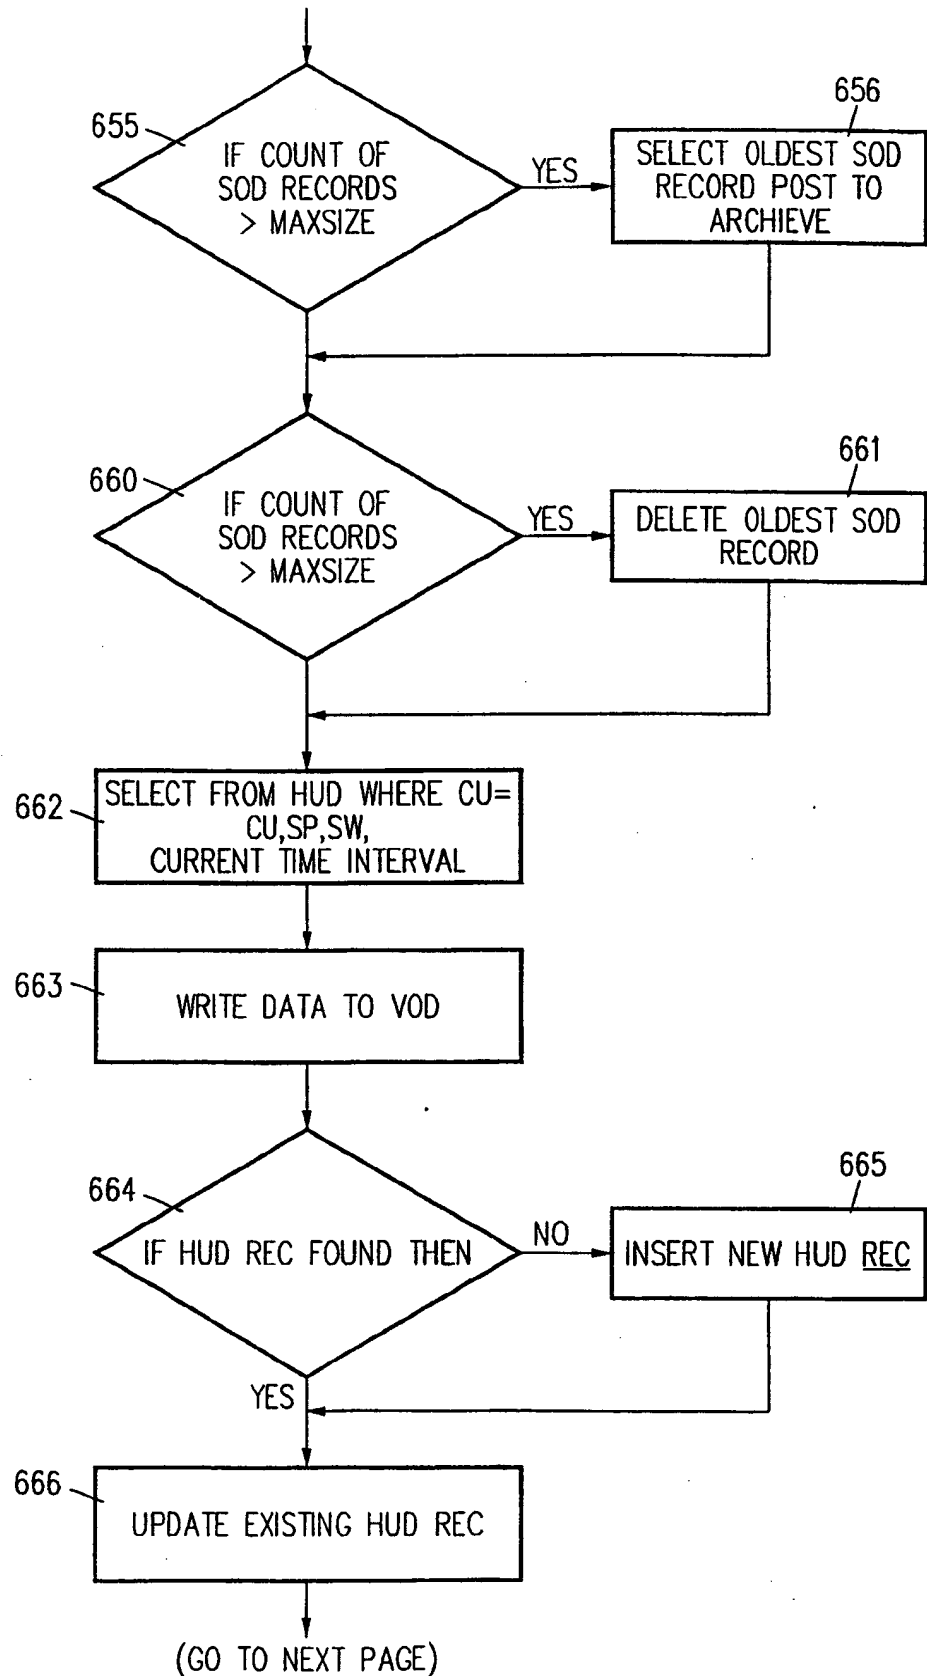 655
IF COUNT OF
SOD RECORDS
> MAXSIZE
YES
656
SELECT OLDEST SOD
RECORD POST TO
ARCHIEVE
660
IF COUNT OF
SOD RECORDS
> MAXSIZE
YES
661
DELETE OLDEST SOD
RECORD
662
SELECT FROM HUD WHERE CU=
CU,SP,SW,
CURRENT TIME INTERVAL
663
WRITE DATA TO VOD
664
IF HUD REC FOUND THEN
NO
665
INSERT NEW HUD REC
YES
666
UPDATE EXISTING HUD REC
(GO TO NEXT PAGE)